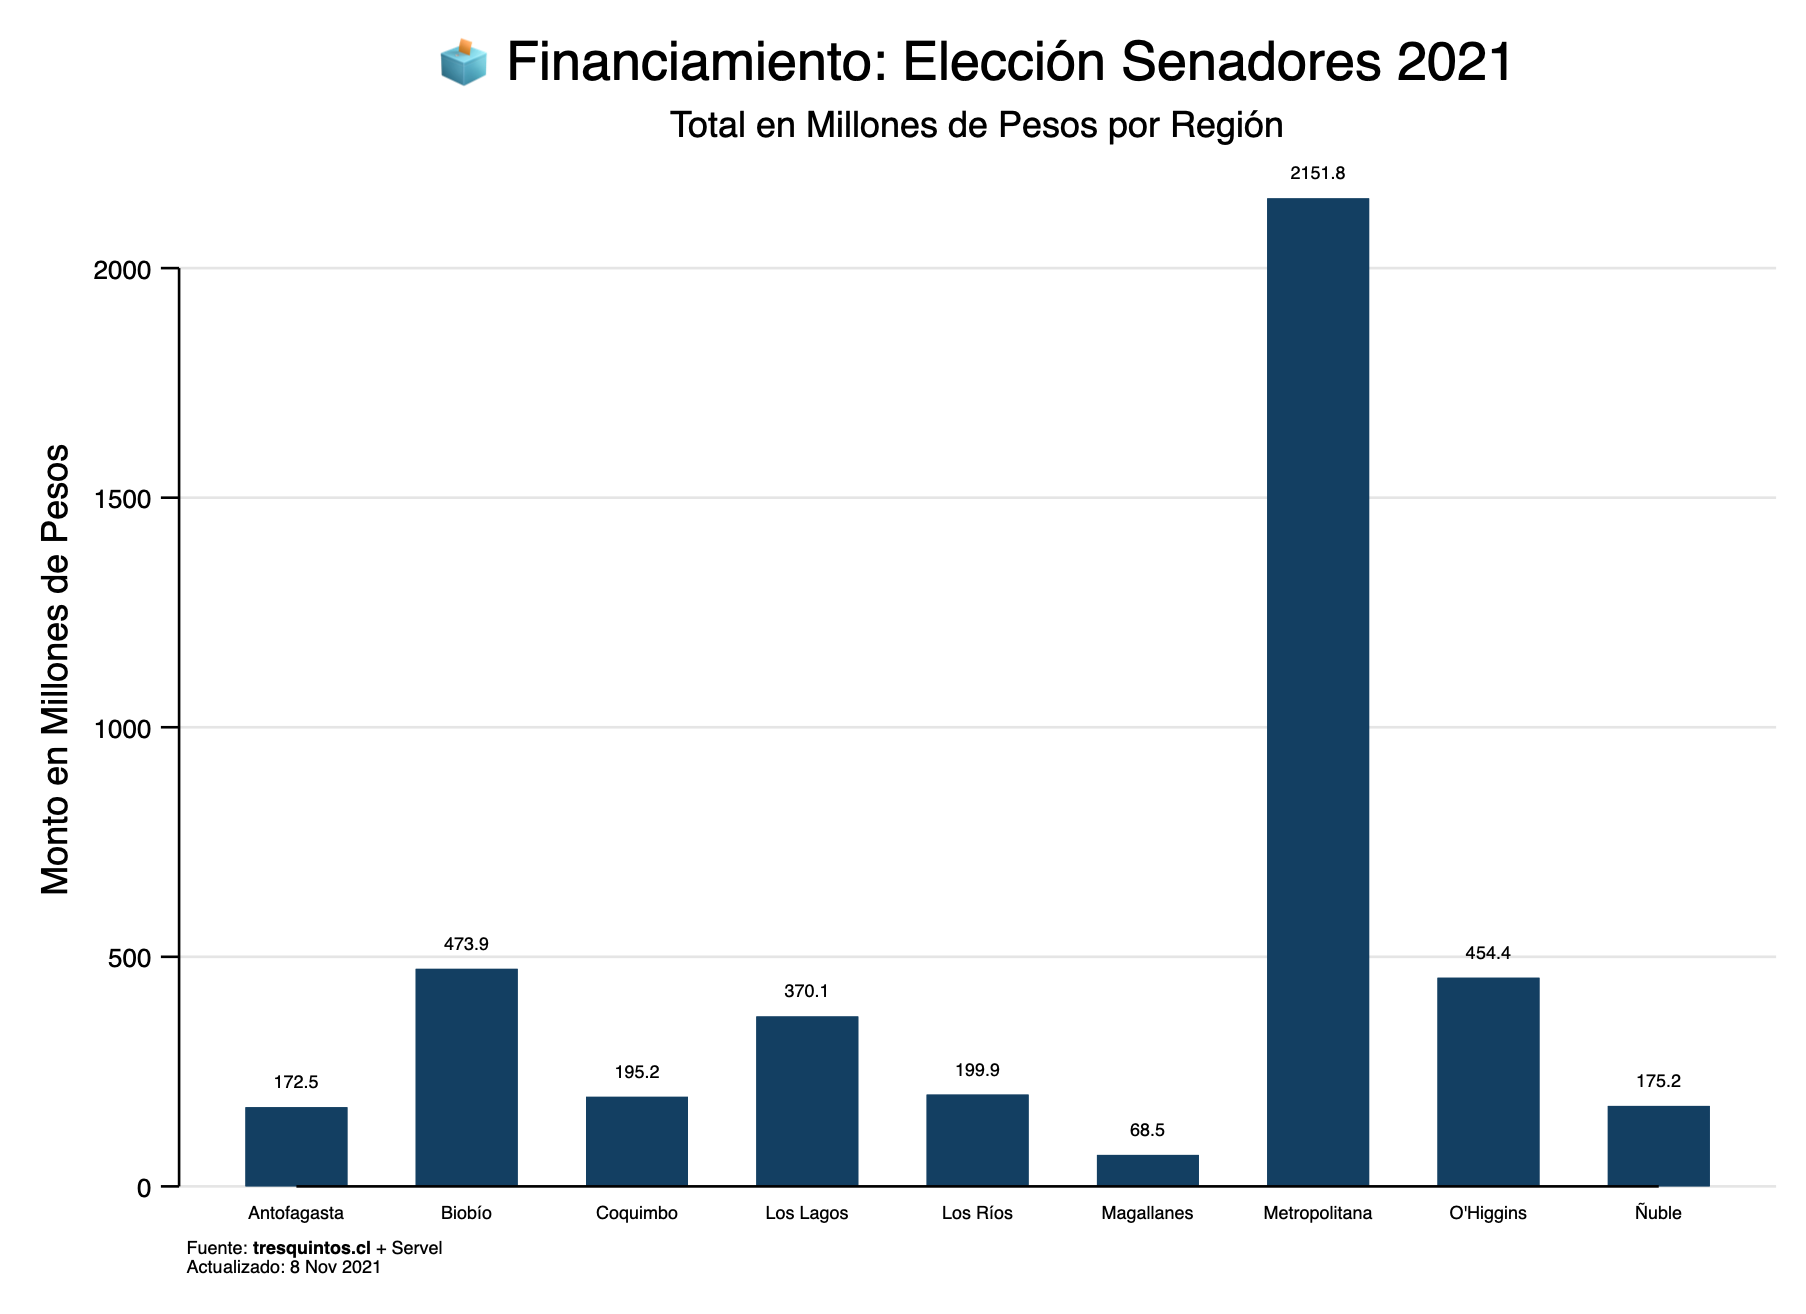 Financiamiento: Elección Senadores 2021
Total en Millones de Pesos por Región
Monto en Millones de Pesos
2000
1500
1000
500
0
172.5
473.9
195.2
370.1
199.9
68.5
2151.8
454.4
175.2
Antofagasta
Biobío
Coquimbo
Los Lagos
Los Ríos
Magallanes
Metropolitana
O'Higgins
Ñuble
Fuente: tresquintos.cl + Servel
Actualizado: 8 Nov 2021